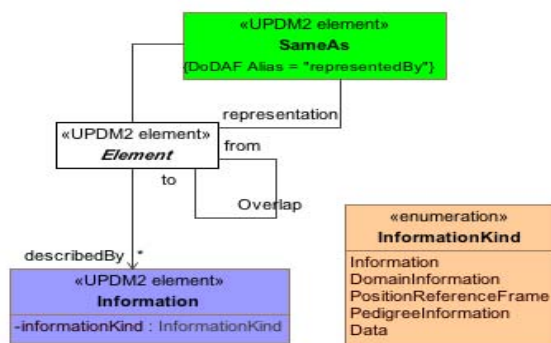 «UPDM2 element»
SameAs
{DoDAF Alias = "representedBy"}
representation
«UPDM2 element»
Element
from
to
Overlap
describedBy *
«UPDM2 element»
Information
-informationKind : InformationKind
«enumeration»
InformationKind
Information
DomainInformation
PositionReferenceFrame
PedigreeInformation
Data